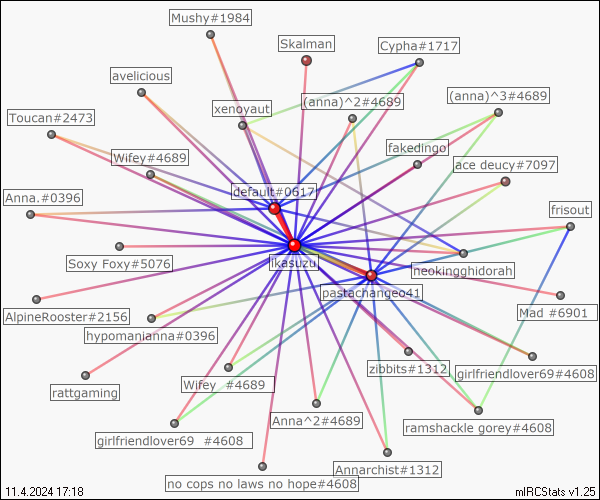 Mushy#1984
Skalman
Cypha#1717
avelicious
xenoyaut
(anna)^2#4689
(anna)^3#4689
Toucan#2473
fakedingo
Wifey#4689
ace deucy#7097
default#0617
Anna.#0396
frisout
Soxy Foxy#5076
ikasuzu
neokingghidorah
pastachangeo41
AlpineRooster#2156
Mad #6901
hypomanianna#0396
zibbits#1312
girlfriendlover69#4608
rattgaming
Wifey #4689
Anna^2#4689
ramshackle gorey#4608
girlfriendlover69 #4608
Annarchist#1312
no cops no laws no hope#4608
11.4.2024 17:18
mIRCStats v1.25